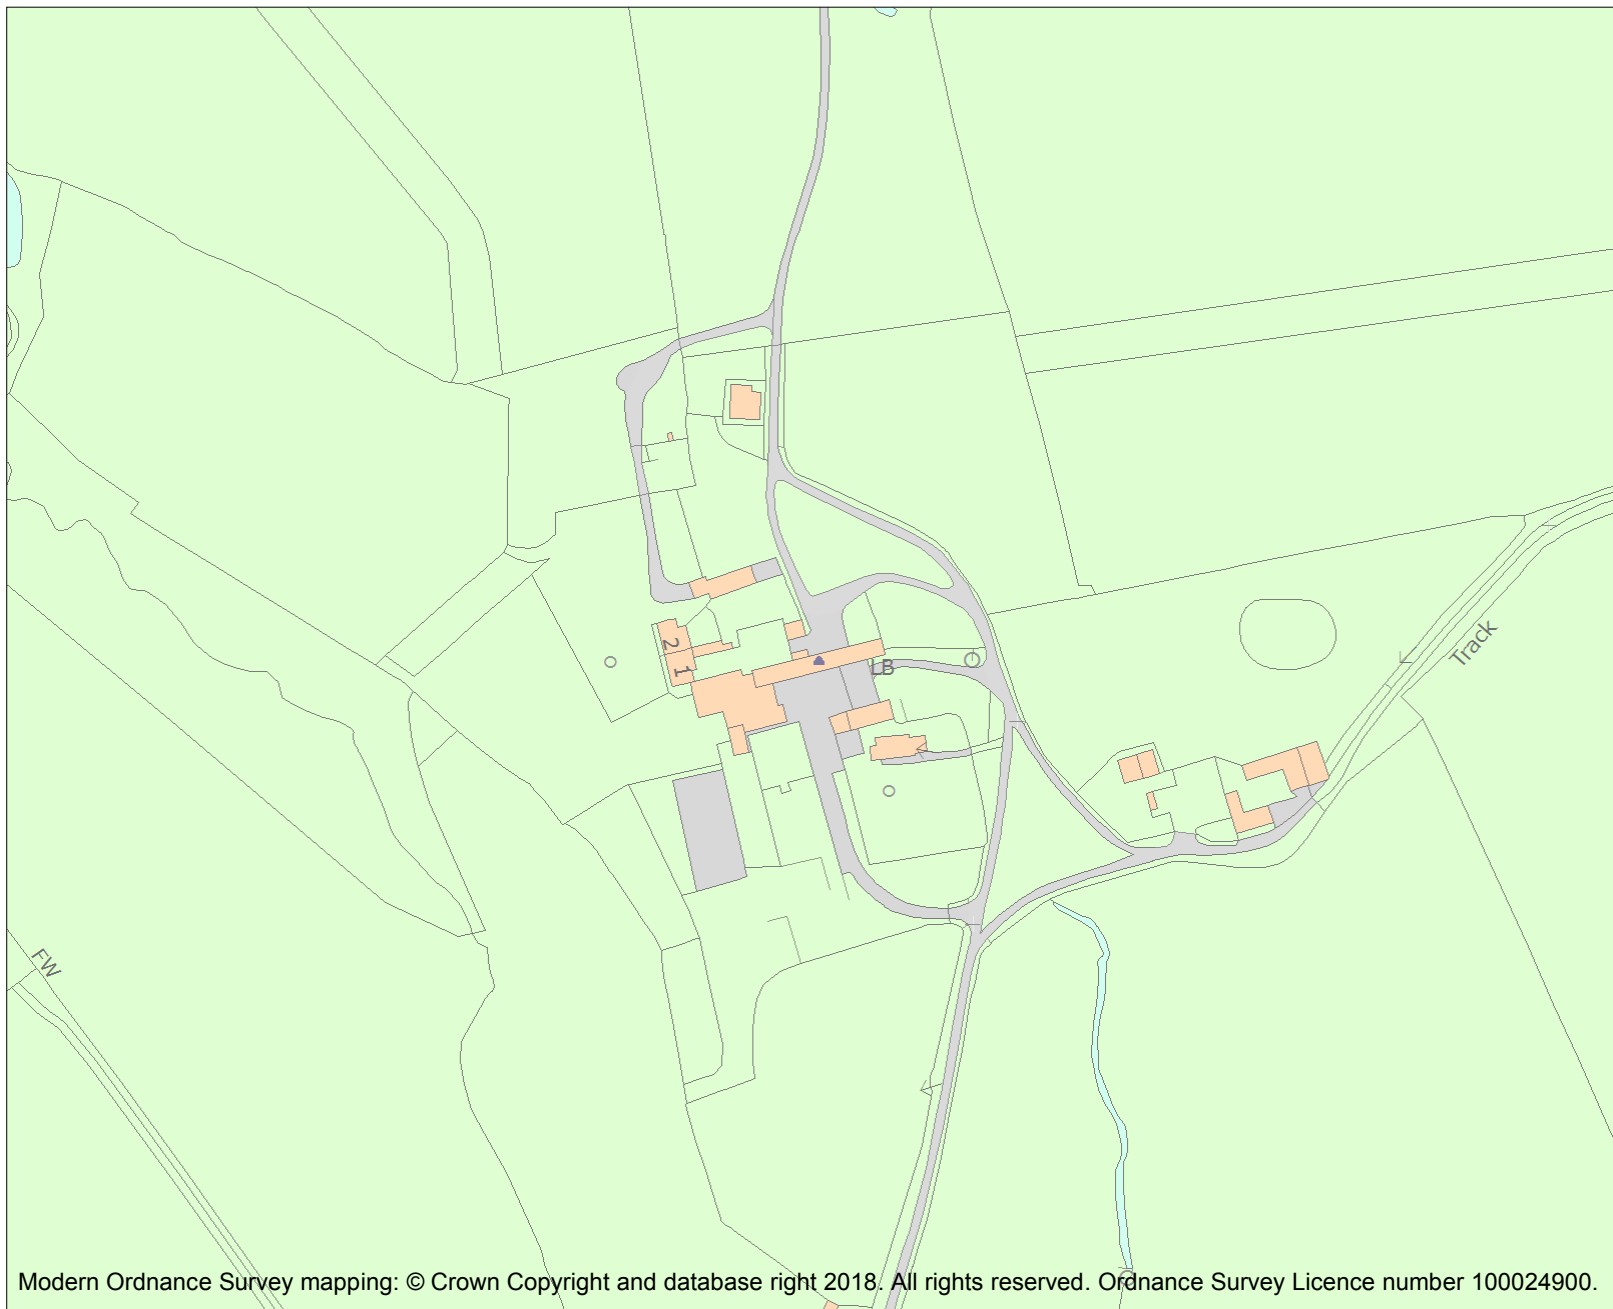 Track
2
1
LB
FW
Modern Ordnance Survey mapping: © Crown Copyright and database right 2018. All rights reserved. Ordnance Survey Licence number 100024900.